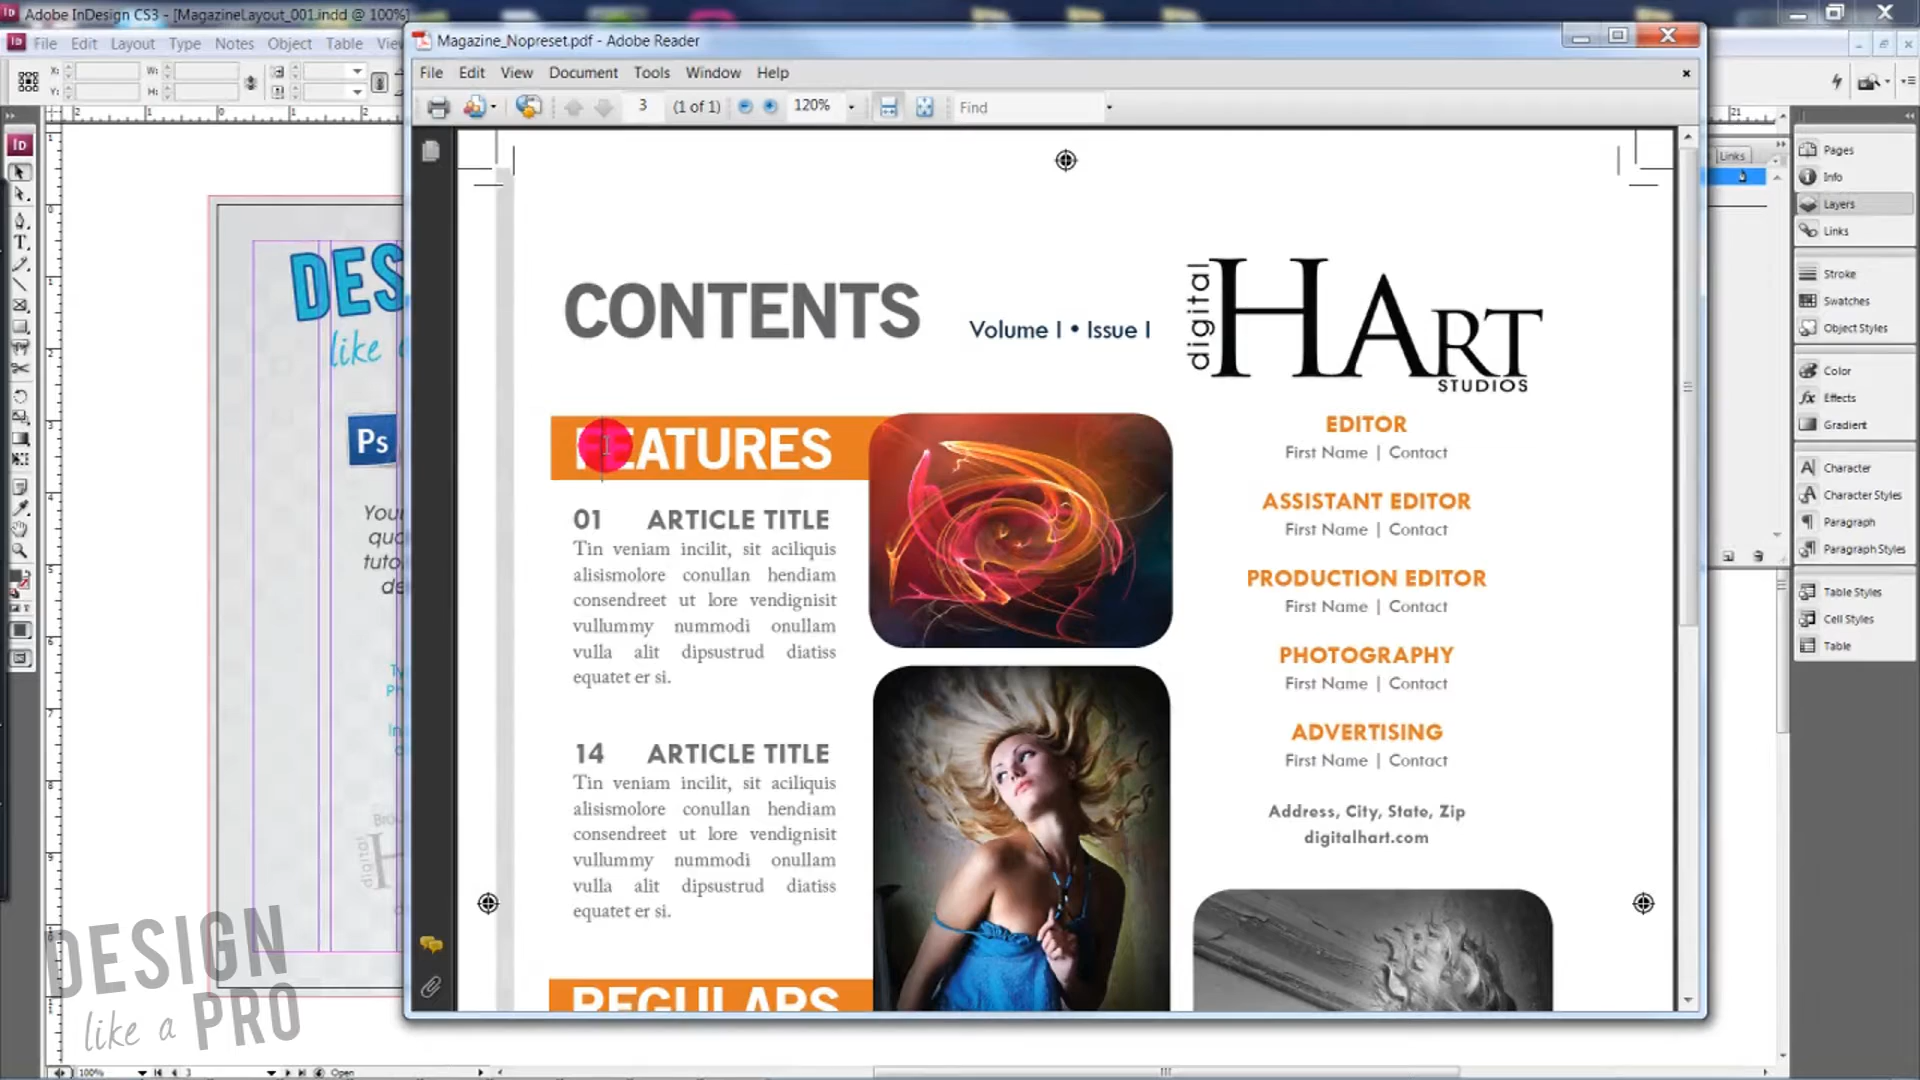 Adobe InDesign CS3 - [MagazineLayout_001.indd @ 100%]
File Edit Layout Type Notes Object Table
X: W:
Y: H:
Magazine_Nopreset.pdf - Adobe Reader
File Edit View Document Tools Window Help
3 (1 of 1) 120% Find
CONTENTS
Volume I • Issue I
digital HART STUDIOS
FEATURES
01 ARTICLE TITLE
Tin veniam incilit, sit aciliquis
alisismolore conullan hendiam
consendreet ut lore vendignisit
vullummy nummodi onullam
vulla alit dipsustrud diatiss
equatet er si.
14 ARTICLE TITLE
Tin veniam incilit, sit aciliquis
alisismolore conullan hendiam
consendreet ut lore vendignisit
vullummy nummodi onullam
vulla alit dipsustrud diatiss
equatet er si.
REGULARS
EDITOR
First Name | Contact
ASSISTANT EDITOR
First Name | Contact
PRODUCTION EDITOR
First Name | Contact
PHOTOGRAPHY
First Name | Contact
ADVERTISING
First Name | Contact
Address, City, State, Zip
digitalhart.com
Links
Pages
Info
Layers
Links
Stroke
Swatches
Object Styles
Color
Effects
Gradient
Character
Character Styles
Paragraph
Paragraph Styles
Table Styles
Cell Styles
Table
DES
like
Ps
DESIGN
like a PRO
100% 3 Open